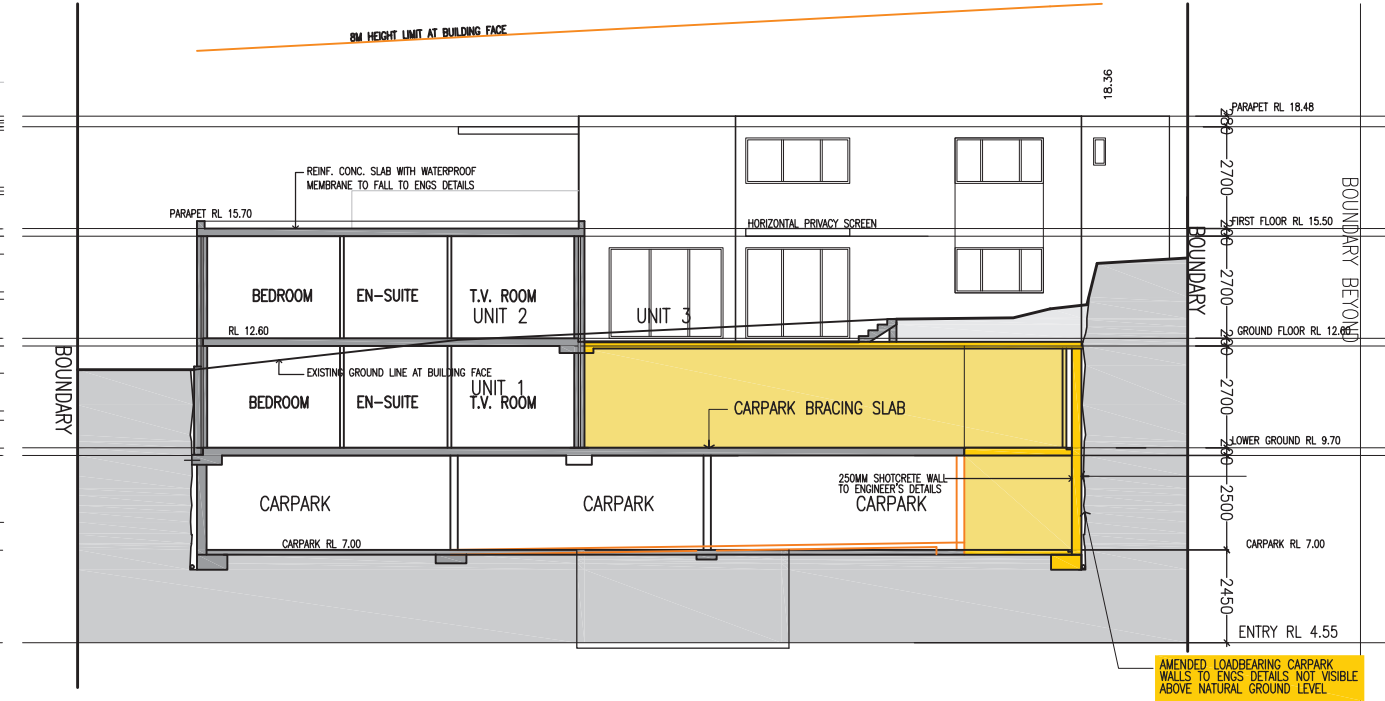 8M HEIGHT LIMIT AT BUILDING FACE
18.36
PARAPET RL 18.48
280
2700
REINF. CONC. SLAB WITH WATERPROOF
MEMBRANE TO FALL TO ENGS DETAILS
PARAPET RL 15.70
HORIZONTAL PRIVACY SCREEN
FIRST FLOOR RL 15.50
200
BOUNDARY
BOUNDARY BEYOND
BEDROOM
EN-SUITE
T.V. ROOM
UNIT 2
UNIT 3
2700
RL 12.60
GROUND FLOOR RL 12.60
200
BOUNDARY
EXISTING GROUND LINE AT BUILDING FACE
UNIT 1
BEDROOM
EN-SUITE
T.V. ROOM
CARPARK BRACING SLAB
2700
LOWER GROUND RL 9.70
200
250MM SHOTCRETE WALL
TO ENGINEER'S DETAILS
CARPARK
CARPARK
CARPARK
2500
CARPARK RL 7.00
CARPARK RL 7.00
2450
ENTRY RL 4.55
AMENDED LOADBEARING CARPARK
WALLS TO ENGS DETAILS NOT VISIBLE
ABOVE NATURAL GROUND LEVEL